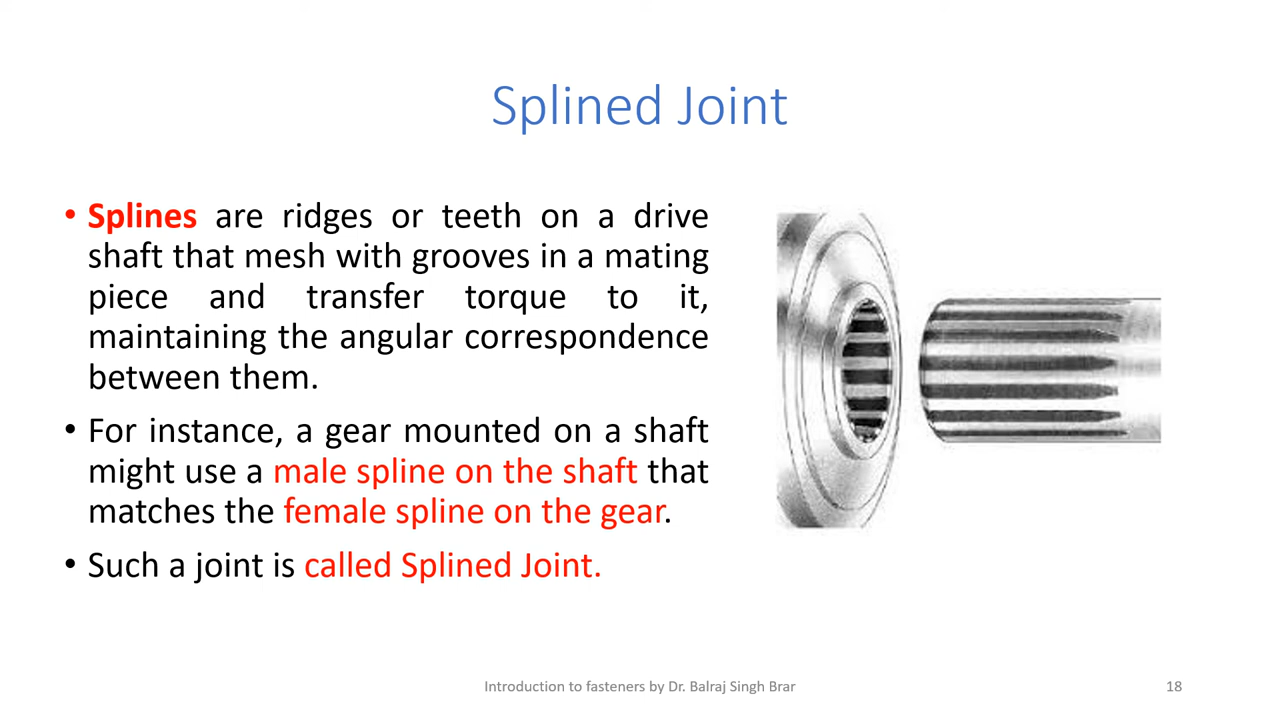 Splined Joint
• Splines are ridges or teeth on a drive
shaft that mesh with grooves in a mating
piece and transfer torque to it,
maintaining the angular correspondence
between them.
• For instance, a gear mounted on a shaft
might use a male spline on the shaft that
matches the female spline on the gear.
• Such a joint is called Splined Joint.
Introduction to fasteners by Dr. Balraj Singh Brar
18